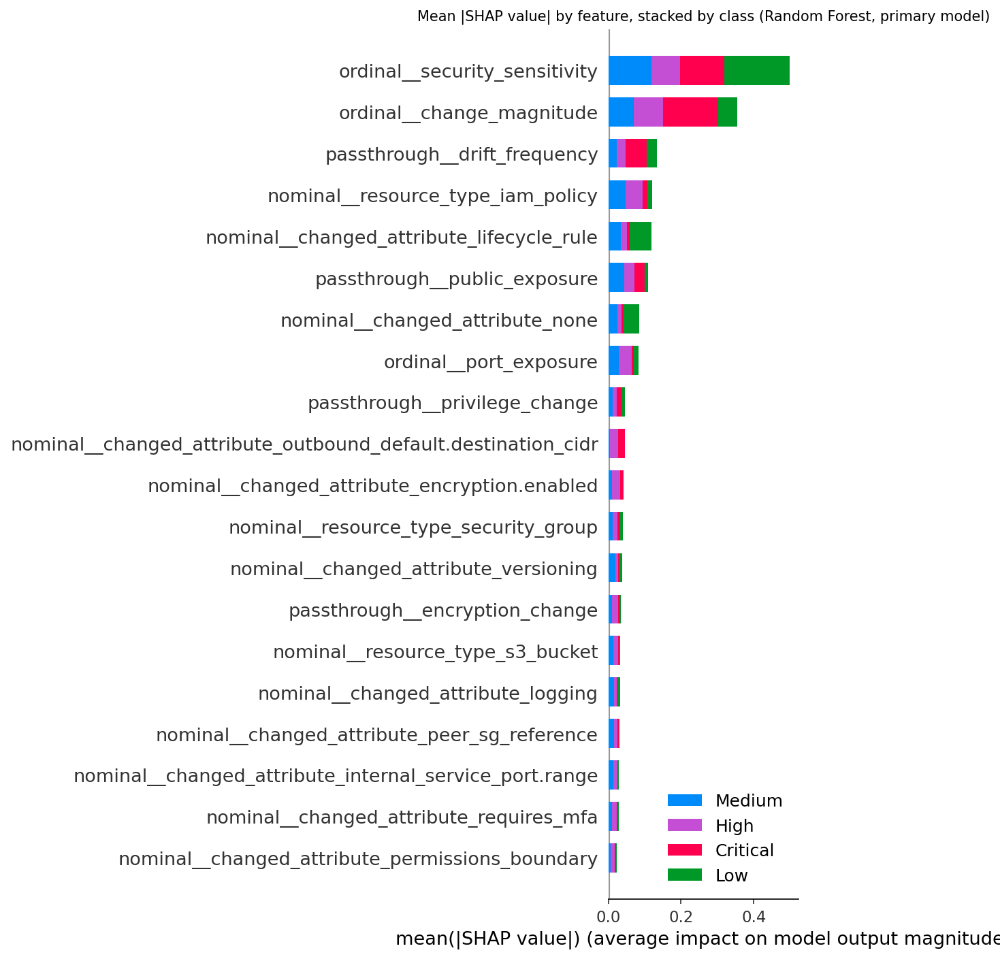 Mean |SHAP value| by feature, stacked by class (Random Forest, primary model)
ordinal__security_sensitivity
ordinal__change_magnitude
passthrough__drift_frequency
nominal__resource_type_iam_policy
nominal__changed_attribute_lifecycle_rule
passthrough__public_exposure
nominal__changed_attribute_none
ordinal__port_exposure
passthrough__privilege_change
nominal__changed_attribute_outbound_default.destination_cidr
nominal__changed_attribute_encryption.enabled
nominal__resource_type_security_group
nominal__changed_attribute_versioning
passthrough__encryption_change
nominal__resource_type_s3_bucket
nominal__changed_attribute_logging
nominal__changed_attribute_peer_sg_reference
nominal__changed_attribute_internal_service_port.range
nominal__changed_attribute_requires_mfa
nominal__changed_attribute_permissions_boundary
Medium
High
Critical
Low
0.0 0.2 0.4
mean(|SHAP value|) (average impact on model output magnitude